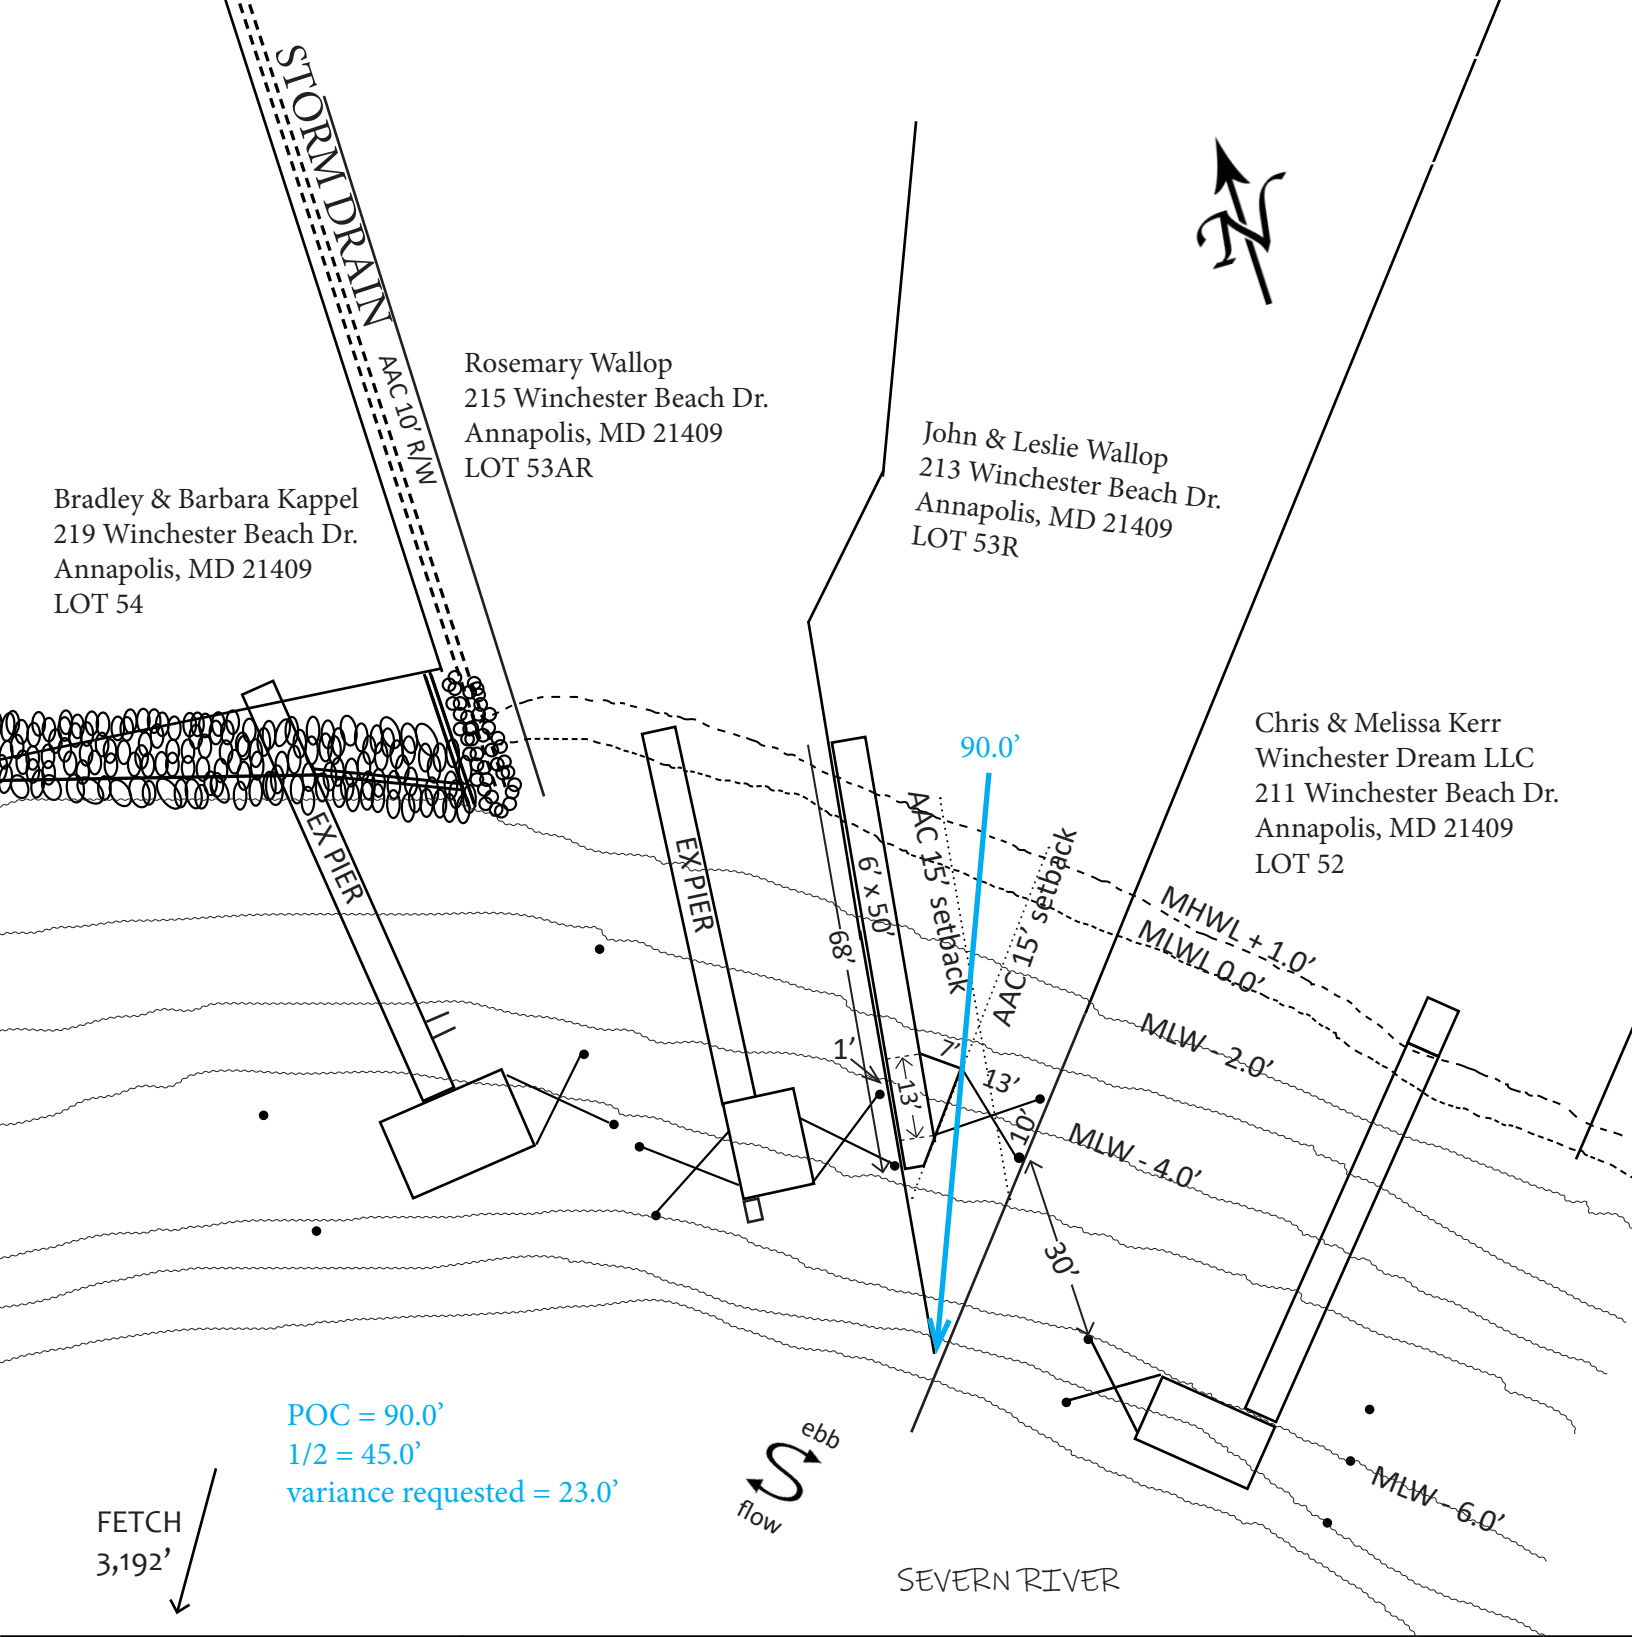 STORM DRAIN
AAC 10' R/W
N
Rosemary Wallop
215 Winchester Beach Dr.
Annapolis, MD 21409
LOT 53AR
John & Leslie Wallop
213 Winchester Beach Dr.
Annapolis, MD 21409
LOT 53R
Bradley & Barbara Kappel
219 Winchester Beach Dr.
Annapolis, MD 21409
LOT 54
Chris & Melissa Kerr
Winchester Dream LLC
211 Winchester Beach Dr.
Annapolis, MD 21409
LOT 52
90.0'
EX PIER
EX PIER
6' x 50'
68'
AAC 15' setback
AAC 15' setback
MHWL + 1.0'
MLWL 0.0'
MLW - 2.0'
1'
7'
13'
13'
10'
MLW - 4.0'
30'
POC = 90.0'
1/2 = 45.0'
variance requested = 23.0'
ebb
flow
MLW - 6.0'
FETCH
3,192'
SEVERN RIVER